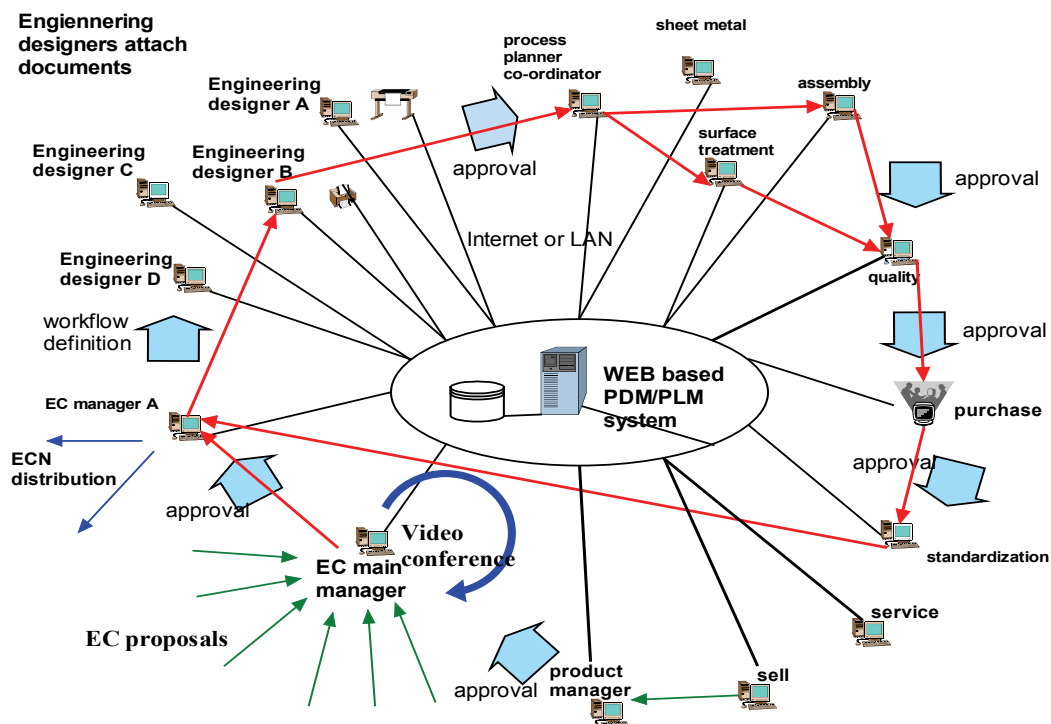 Engiennering
designers attach
documents
sheet metal
process
planner
co-ordinator
assembly
Engineering
designer A
surface
treatment
Engineering
designer C
Engineering
designer B
approval
approval
Internet or LAN
Engineering
designer D
quality
workflow
definition
approval
WEB based
PDM/PLM
system
EC manager A
purchase
ECN
distribution
approval
approval
Video
conference
EC main
manager
standardization
EC proposals
service
approval
product
manager
sell